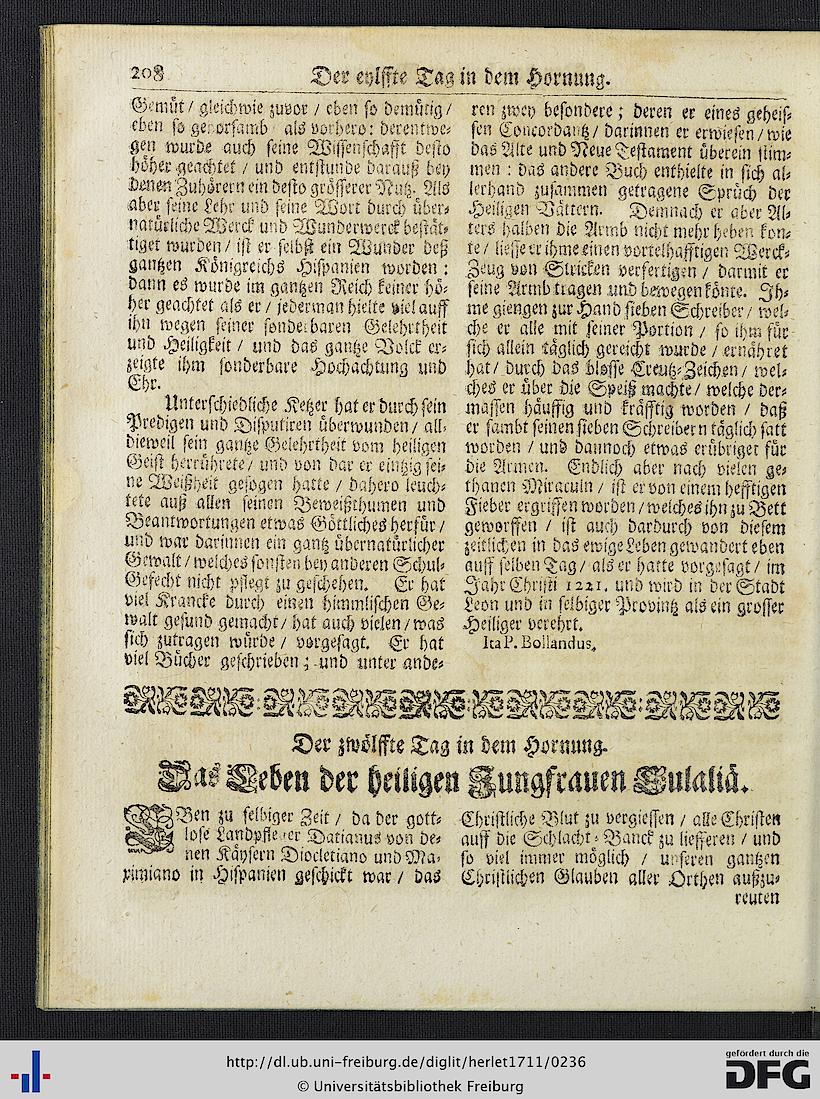 208
Der eylffte Tag in dem Hornung.
Gemüt / gleichwie zuvor / eben so demütig /
eben so gehorsamb als vorhero: derentwe-
gen wurde auch seine Wissenschafft desto
höher geachtet / und entstunde darauß bey
denen Zuhörern ein desto grösserer Nutz. Als
aber seine Lehr und seine Wort durch über-
natürliche Werck und Wunderwerck bestät-
tiget wurden / ist er selbst ein Wunder deß
gantzen Königreichs Hispanien worden:
dann es wurde im gantzen Reich keiner hö-
her geachtet als er / jederman hielte viel auff
ihn wegen seiner sonderbaren Gelehrtheit
und Heiligkeit / und das gantze Volck er-
zeigte ihm sonderbare Hochachtung und
Ehr.
Unterschiedliche Ketzer hat er durch sein
Predigen und Disputiren überwunden / all-
dieweil sein gantze Gelehrtheit vom heiligen
Geist herrührete / und von dar er eintzig sei-
ne Weißheit gesogen hatte / dahero leuch-
tete auß allen seinen Beweißthumen und
Beantwortungen etwas Göttliches herfür /
und war darinnen ein gantz übernatürlicher
Gewalt / welches sonsten bey anderen Schul-
Gefecht nicht pflegt zu geschehen. Er hat
viel Krancke durch einen himmlischen Ge-
walt gesund gemacht / hat auch vielen / was
sich zutragen würde / vorgesagt. Er hat
viel Bücher geschrieben; und unter ande-
ren zwey besondere; deren er eines geheis-
sen Concordantz / darinnen er erwiesen / wie
das Alte und Neue Testament überein stim-
men: das andere Buch enthielte in sich al-
lerhand zusammen getragene Sprüch der
Heiligen Vättern. Demnach er aber Al-
ters halben die Armb nicht mehr heben kon-
te / liesse er ihme einen vortelhafftigen Werck-
Zeug von Stricken verfertigen / darmit er
seine Armb tragen und bewegen könte. Ih-
me giengen zur Hand sieben Schreiber / wel-
che er alle mit seiner Portion / so ihm für
sich allein täglich gereicht wurde / ernähret
hat / durch das blosse Creutz-Zeichen / wel-
ches er über die Speiß machte / welche der-
massen häuffig und kräfftig worden / daß
er sambt seinen sieben Schreibern täglich satt
worden / und dannoch etwas erübriget für
die Armen. Endlich aber nach vielen ge-
thanen Miraculn / ist er von einem hefftigen
Fieber ergriffen worden / welches ihn zu Bett
geworffen / ist auch dardurch von diesem
zeitlichen in das ewige Leben gewandert eben
auff selben Tag / als er hatte vorgesagt / im
Jahr Christi 1221. und wird in der Stadt
Leon und in selbiger Provintz als ein grosser
Heiliger verehrt.
Ita P. Bollandus.
Der zwölffte Tag in dem Hornung.
Das Leben der heiligen Jungfrauen Eulaliä.
EBen zu selbiger Zeit / da der gott-
lose Landpfleger Datianus von de-
nen Käysern Diocletiano und Ma-
ximiano in Hispanien geschickt war / das
Christliche Blut zu vergiessen / alle Christen
auff die Schlacht-Banck zu liefferen / und
so viel immer möglich / unseren gantzen
Christlichen Glauben aller Orthen außzu-
reuten
http://dl.ub.uni-freiburg.de/diglit/herlet1711/0236
© Universitätsbibliothek Freiburg
gefördert durch die
DFG